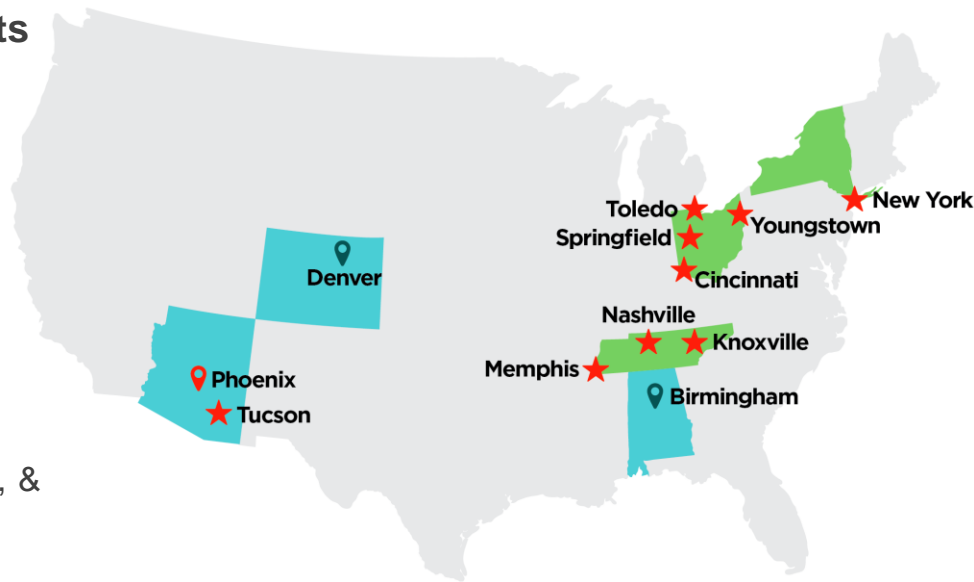 ts
New York
Toledo
Youngstown
Springfield
Denver
Cincinnati
Nashville
Knoxville
Memphis
Phoenix
Birmingham
Tucson
, &